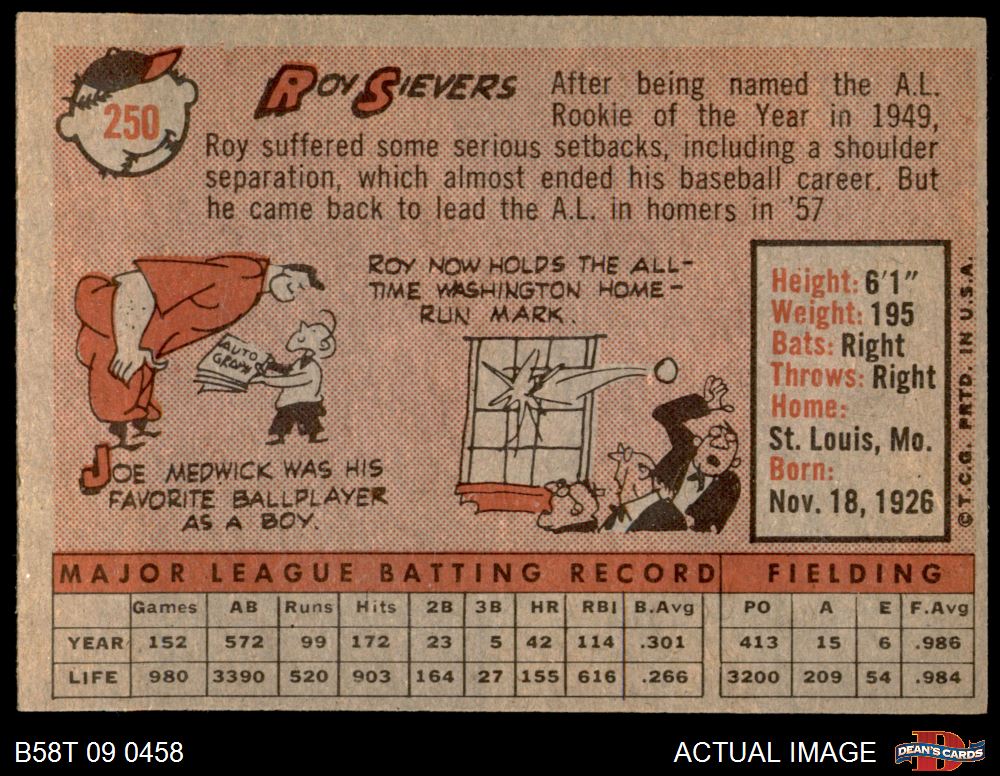 250
ROY SIEVERS
After being named the A.L.
Rookie of the Year in 1949,
Roy suffered some serious setbacks, including a shoulder
separation, which almost ended his baseball career. But
he came back to lead the A.L. in homers in '57
ROY NOW HOLDS THE ALL-
TIME WASHINGTON HOME-
RUN MARK.
AUTO
GRAPH
JOE MEDWICK WAS HIS
FAVORITE BALLPLAYER
AS A BOY.
Height: 6'1"
Weight: 195
Bats: Right
Throws: Right
Home:
St. Louis, Mo.
Born:
Nov. 18, 1926
© T.C.G. PRTD. IN U.S.A.
MAJOR LEAGUE BATTING RECORD FIELDING
Games AB Runs Hits 2B 3B HR RBI B.Avg PO A E F.Avg
YEAR 152 572 99 172 23 5 42 114 .301 413 15 6 .986
LIFE 980 3390 520 903 164 27 155 616 .266 3200 209 54 .984
B58T 09 0458
ACTUAL IMAGE
DEAN'S CARDS